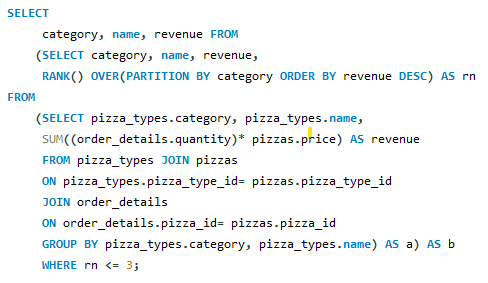 SELECT
category, name, revenue FROM
(SELECT category, name, revenue,
RANK() OVER(PARTITION BY category ORDER BY revenue DESC) AS rn
FROM
(SELECT pizza_types.category, pizza_types.name,
SUM((order_details.quantity)* pizzas.price) AS revenue
FROM pizza_types JOIN pizzas
ON pizza_types.pizza_type_id= pizzas.pizza_type_id
JOIN order_details
ON order_details.pizza_id= pizzas.pizza_id
GROUP BY pizza_types.category, pizza_types.name) AS a) AS b
WHERE rn <= 3;